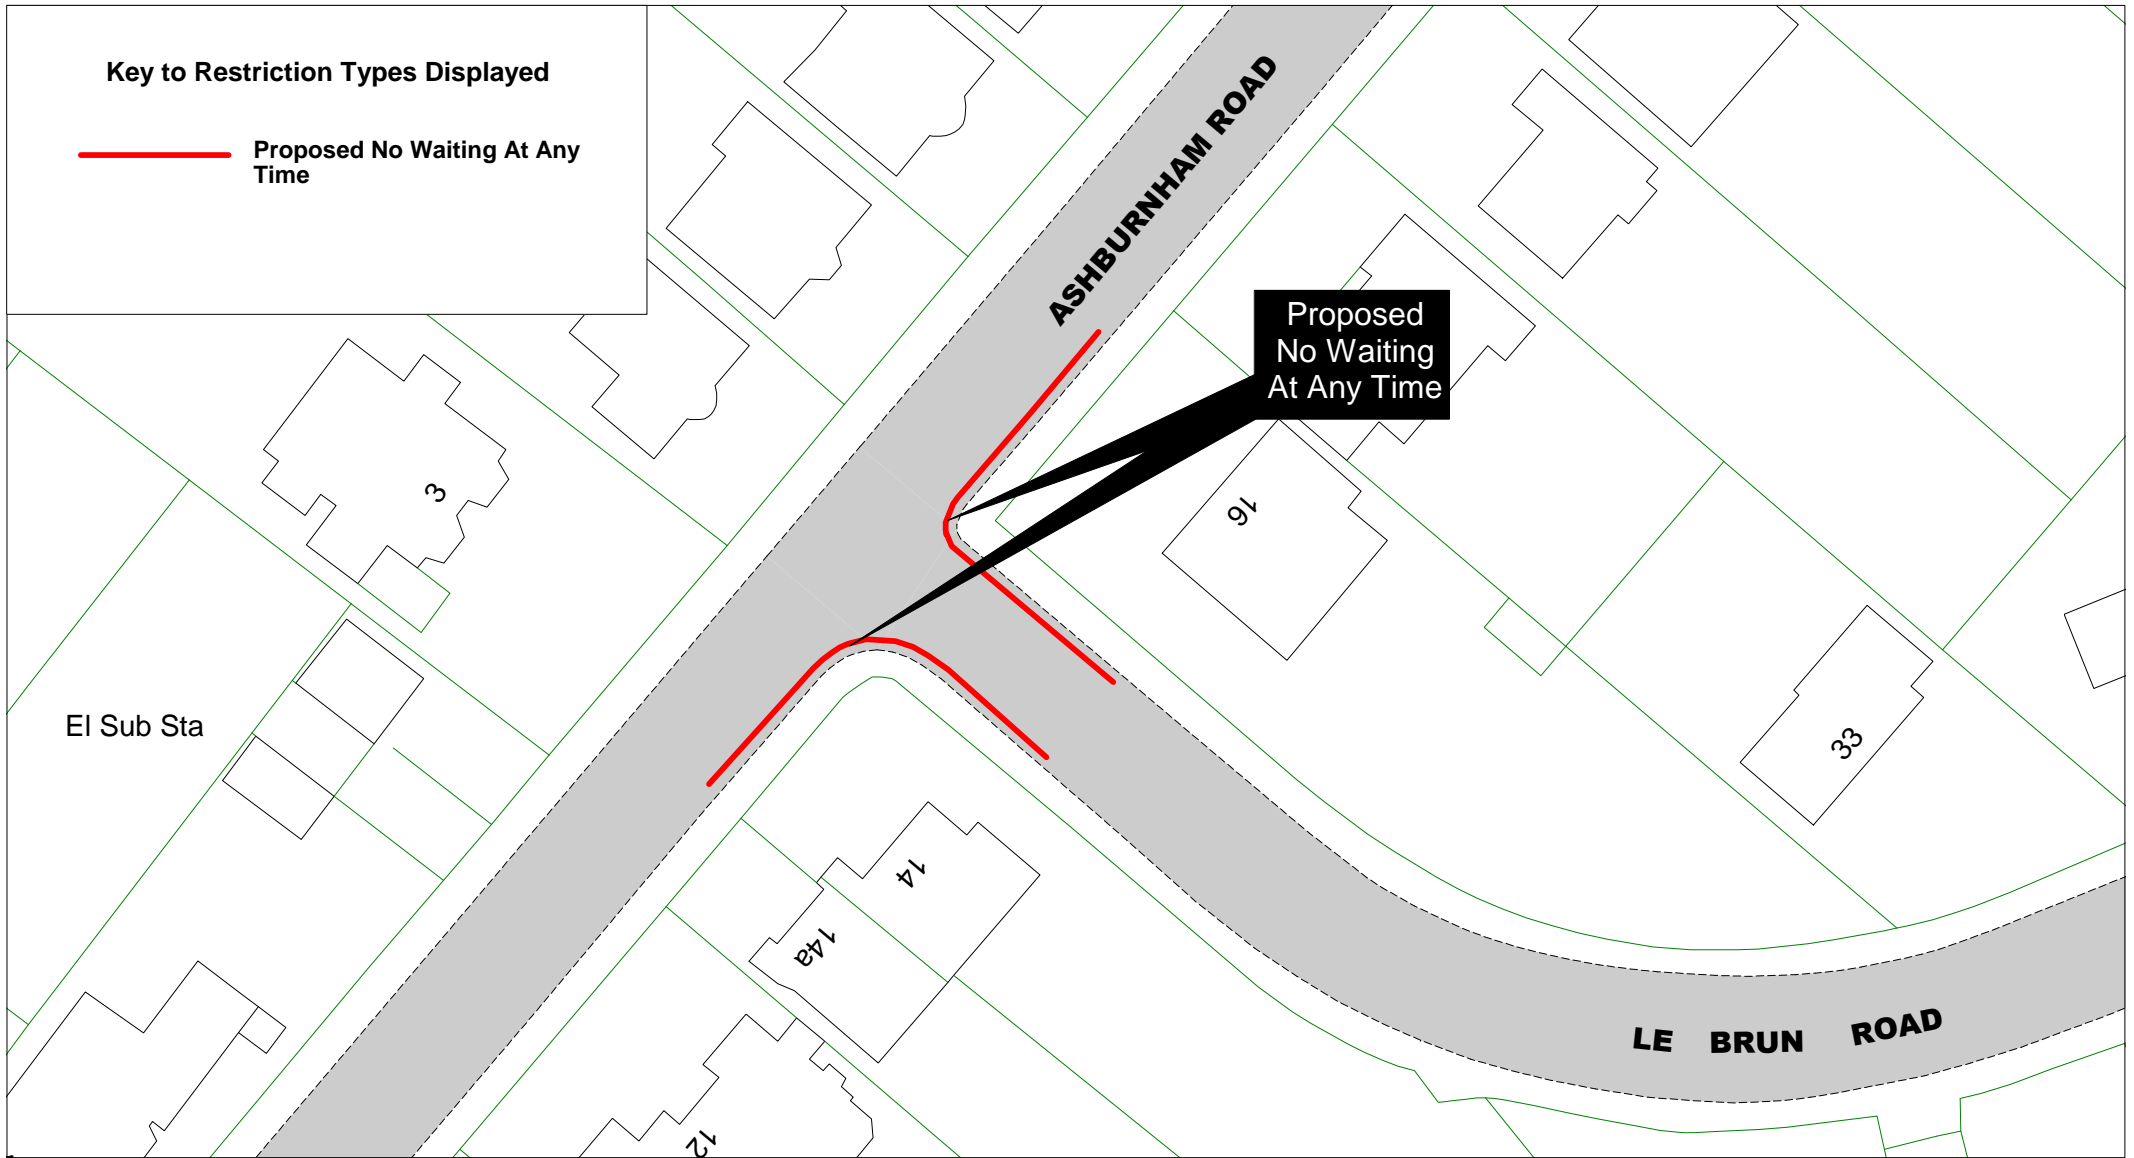 Key to Restriction Types Displayed
Proposed No Waiting At Any
Time
ASHBURNHAM ROAD
Proposed
No Waiting
At Any Time
3
16
El Sub Sta
33
14
14a
LE BRUN ROAD
12